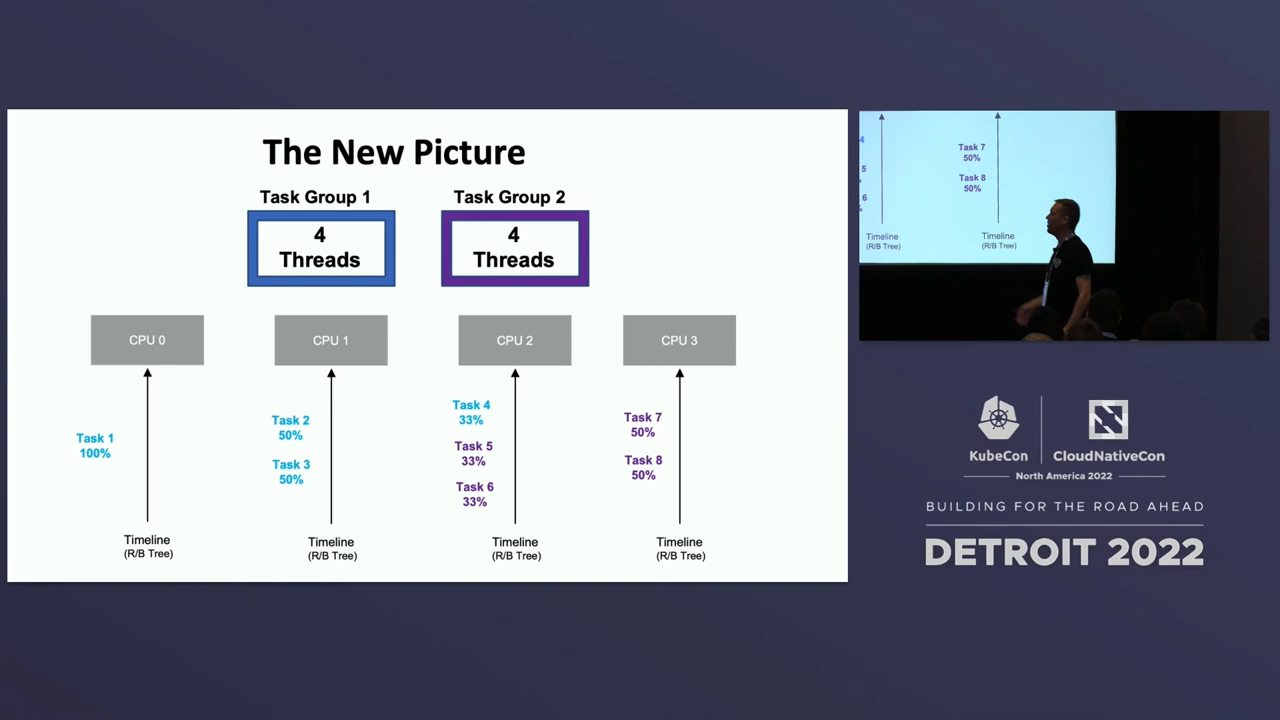 The New Picture
Task Group 1
Task Group 2
4
Threads
4
Threads
CPU 0
CPU 1
CPU 2
CPU 3
Task 1
100%
Task 2
50%
Task 3
50%
Task 4
33%
Task 5
33%
Task 6
33%
Task 7
50%
Task 8
50%
Timeline
(R/B Tree)
Timeline
(R/B Tree)
Timeline
(R/B Tree)
Timeline
(R/B Tree)
4
5
6
Task 7
50%
Task 8
50%
Timeline
(R/B Tree)
Timeline
(R/B Tree)
KubeCon
CloudNativeCon
North America 2022
BUILDING FOR THE ROAD AHEAD
DETROIT 2022